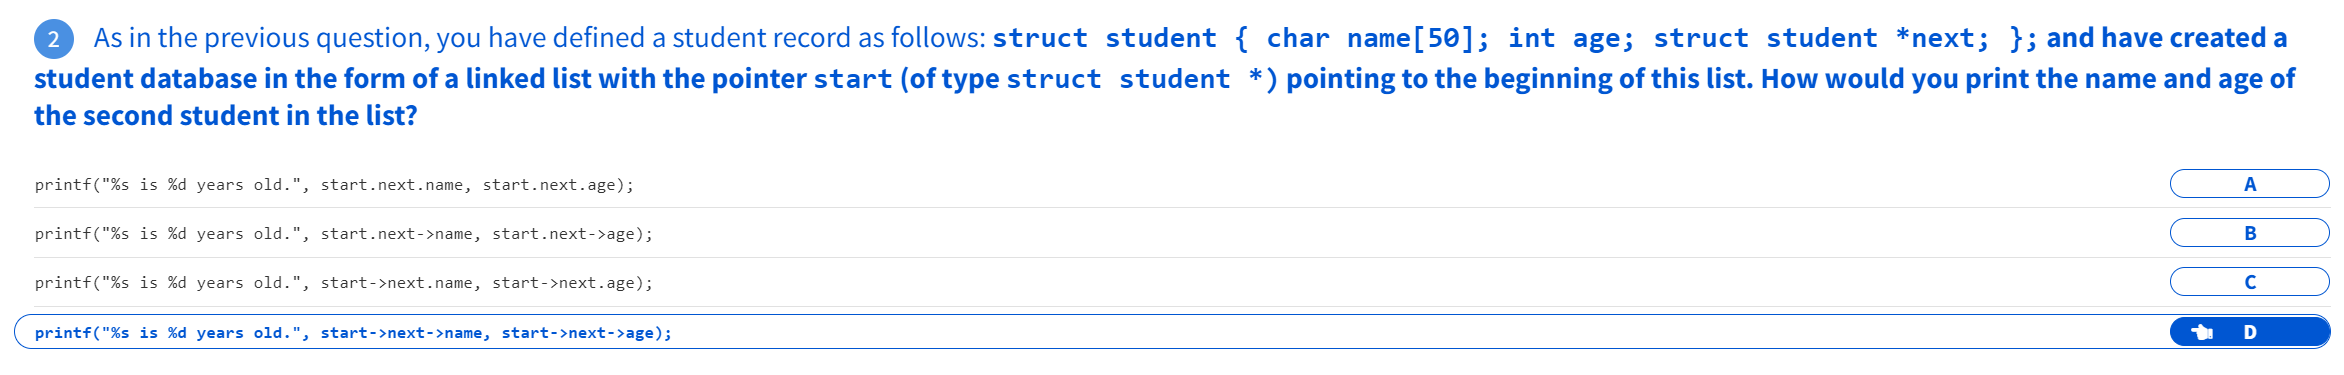 2 As in the previous question, you have defined a student record as follows: struct student { char name[50]; int age; struct student *next; }; and have created a
student database in the form of a linked list with the pointer start (of type struct student *) pointing to the beginning of this list. How would you print the name and age of
the second student in the list?
printf("%s is %d years old.", start.next.name, start.next.age); A
printf("%s is %d years old.", start.next->name, start.next->age); B
printf("%s is %d years old.", start->next.name, start->next.age); C
printf("%s is %d years old.", start->next->name, start->next->age); D